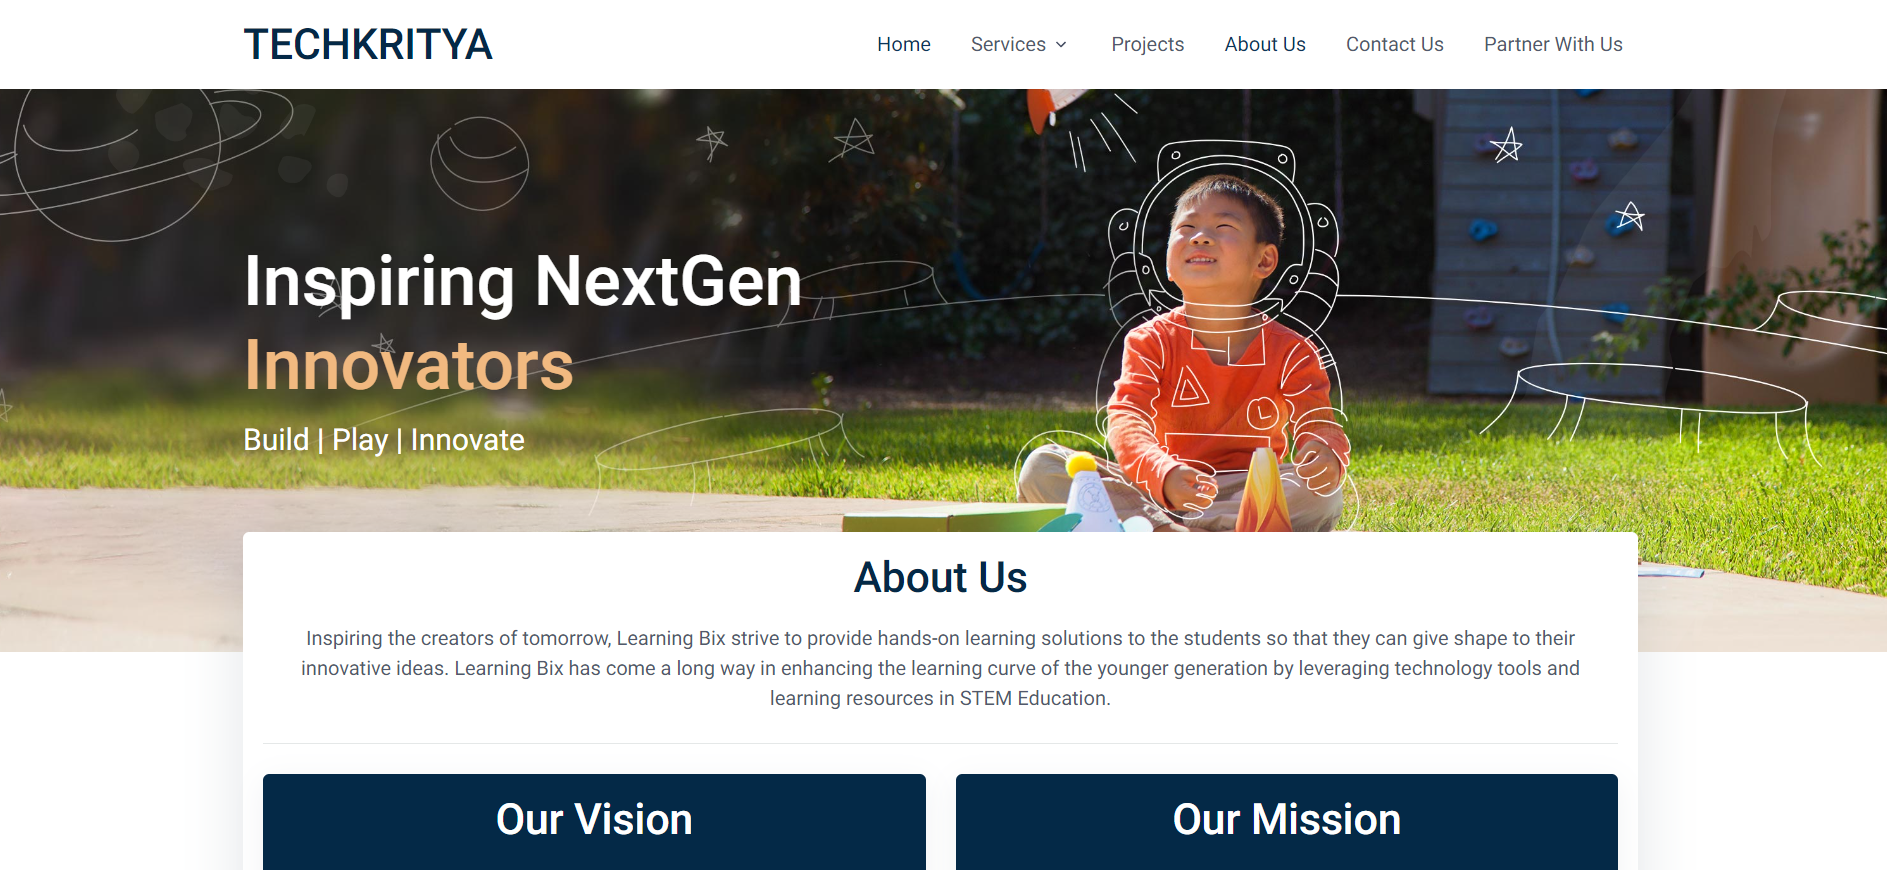 TECHKRITYA
Home Services Projects About Us Contact Us Partner With Us
Inspiring NextGen
Innovators
Build | Play | Innovate
About Us
Inspiring the creators of tomorrow, Learning Bix strive to provide hands-on learning solutions to the students so that they can give shape to their
innovative ideas. Learning Bix has come a long way in enhancing the learning curve of the younger generation by leveraging technology tools and
learning resources in STEM Education.
Our Vision
Our Mission